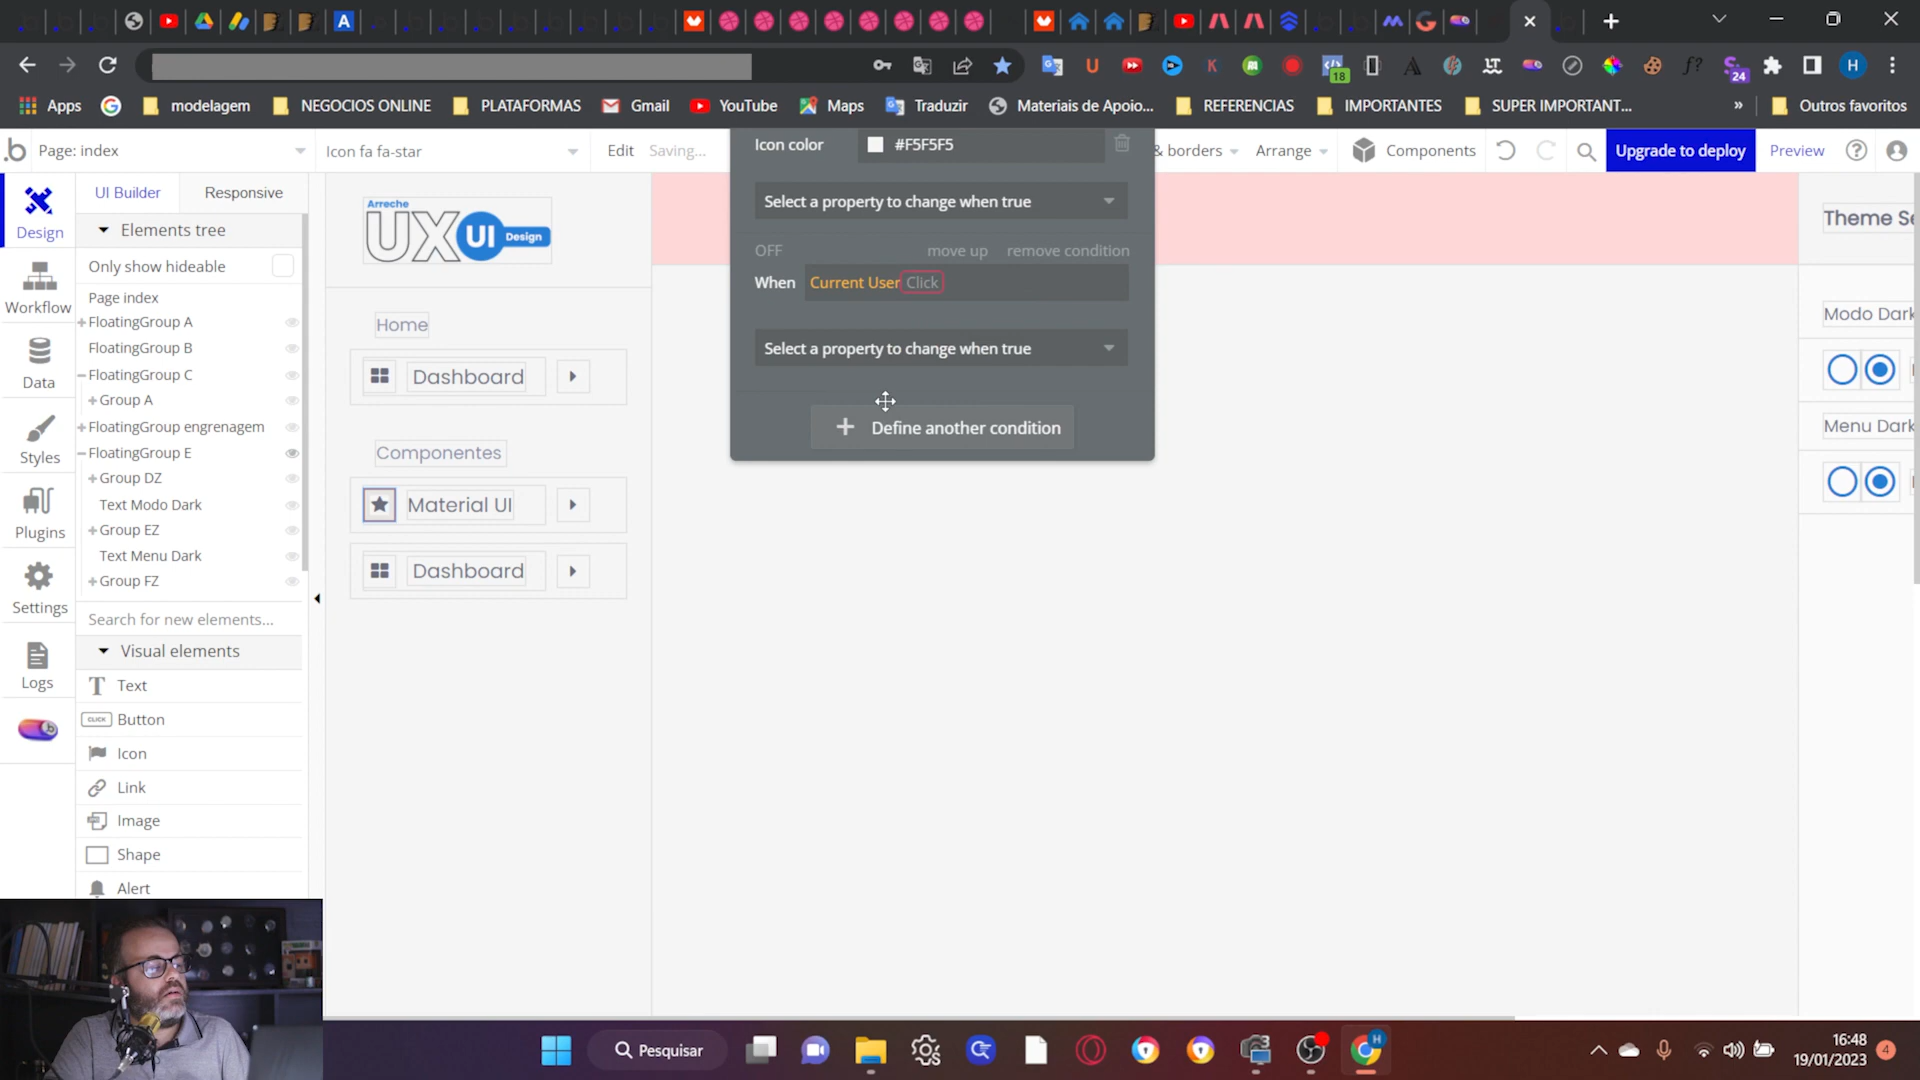 18
24
H
Apps
modelagem
NEGOCIOS ONLINE
PLATAFORMAS
Gmail
YouTube
Maps
Traduzir
Materiais de Apoio...
REFERENCIAS
IMPORTANTES
SUPER IMPORTANT...
»
Outros favoritos
Page: index
Icon fa fa-star
Edit
Saving...
& borders
Arrange
Components
Upgrade to deploy
Preview
Icon color
#F5F5F5
Select a property to change when true
OFF
move up
remove condition
When
Current User Click
Select a property to change when true
+ Define another condition
Design
Workflow
Data
Styles
Plugins
Settings
Logs
UI Builder
Responsive
Elements tree
Only show hideable
Page index
+FloatingGroup A
FloatingGroup B
−FloatingGroup C
+Group A
+FloatingGroup engrenagem
−FloatingGroup E
+Group DZ
Text Modo Dark
+Group EZ
Text Menu Dark
+Group FZ
Search for new elements...
Visual elements
Text
CLICK
Button
Icon
Link
Image
Shape
Alert
Arreche
UX UI Design
Home
Dashboard
Componentes
Material UI
Dashboard
Theme Se
Modo Dark
Menu Dark
Pesquisar
H
16:48
19/01/2023
4